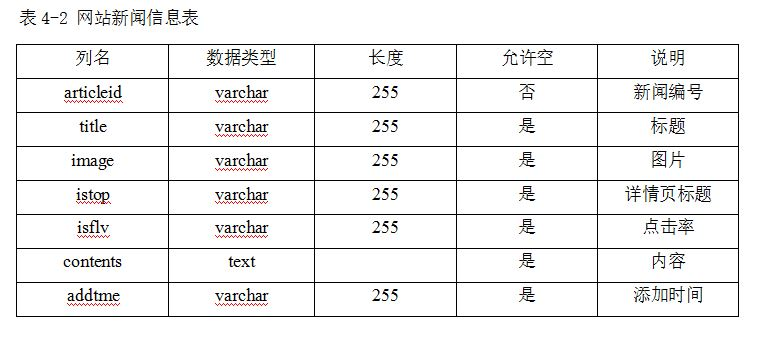 表 4-2 网站新闻信息表
列名 数据类型 长度 允许空 说明
articleid varchar 255 否 新闻编号
title varchar 255 是 标题
image varchar 255 是 图片
istop varchar 255 是 详情页标题
isflv varchar 255 是 点击率
contents text 是 内容
addtme varchar 255 是 添加时间